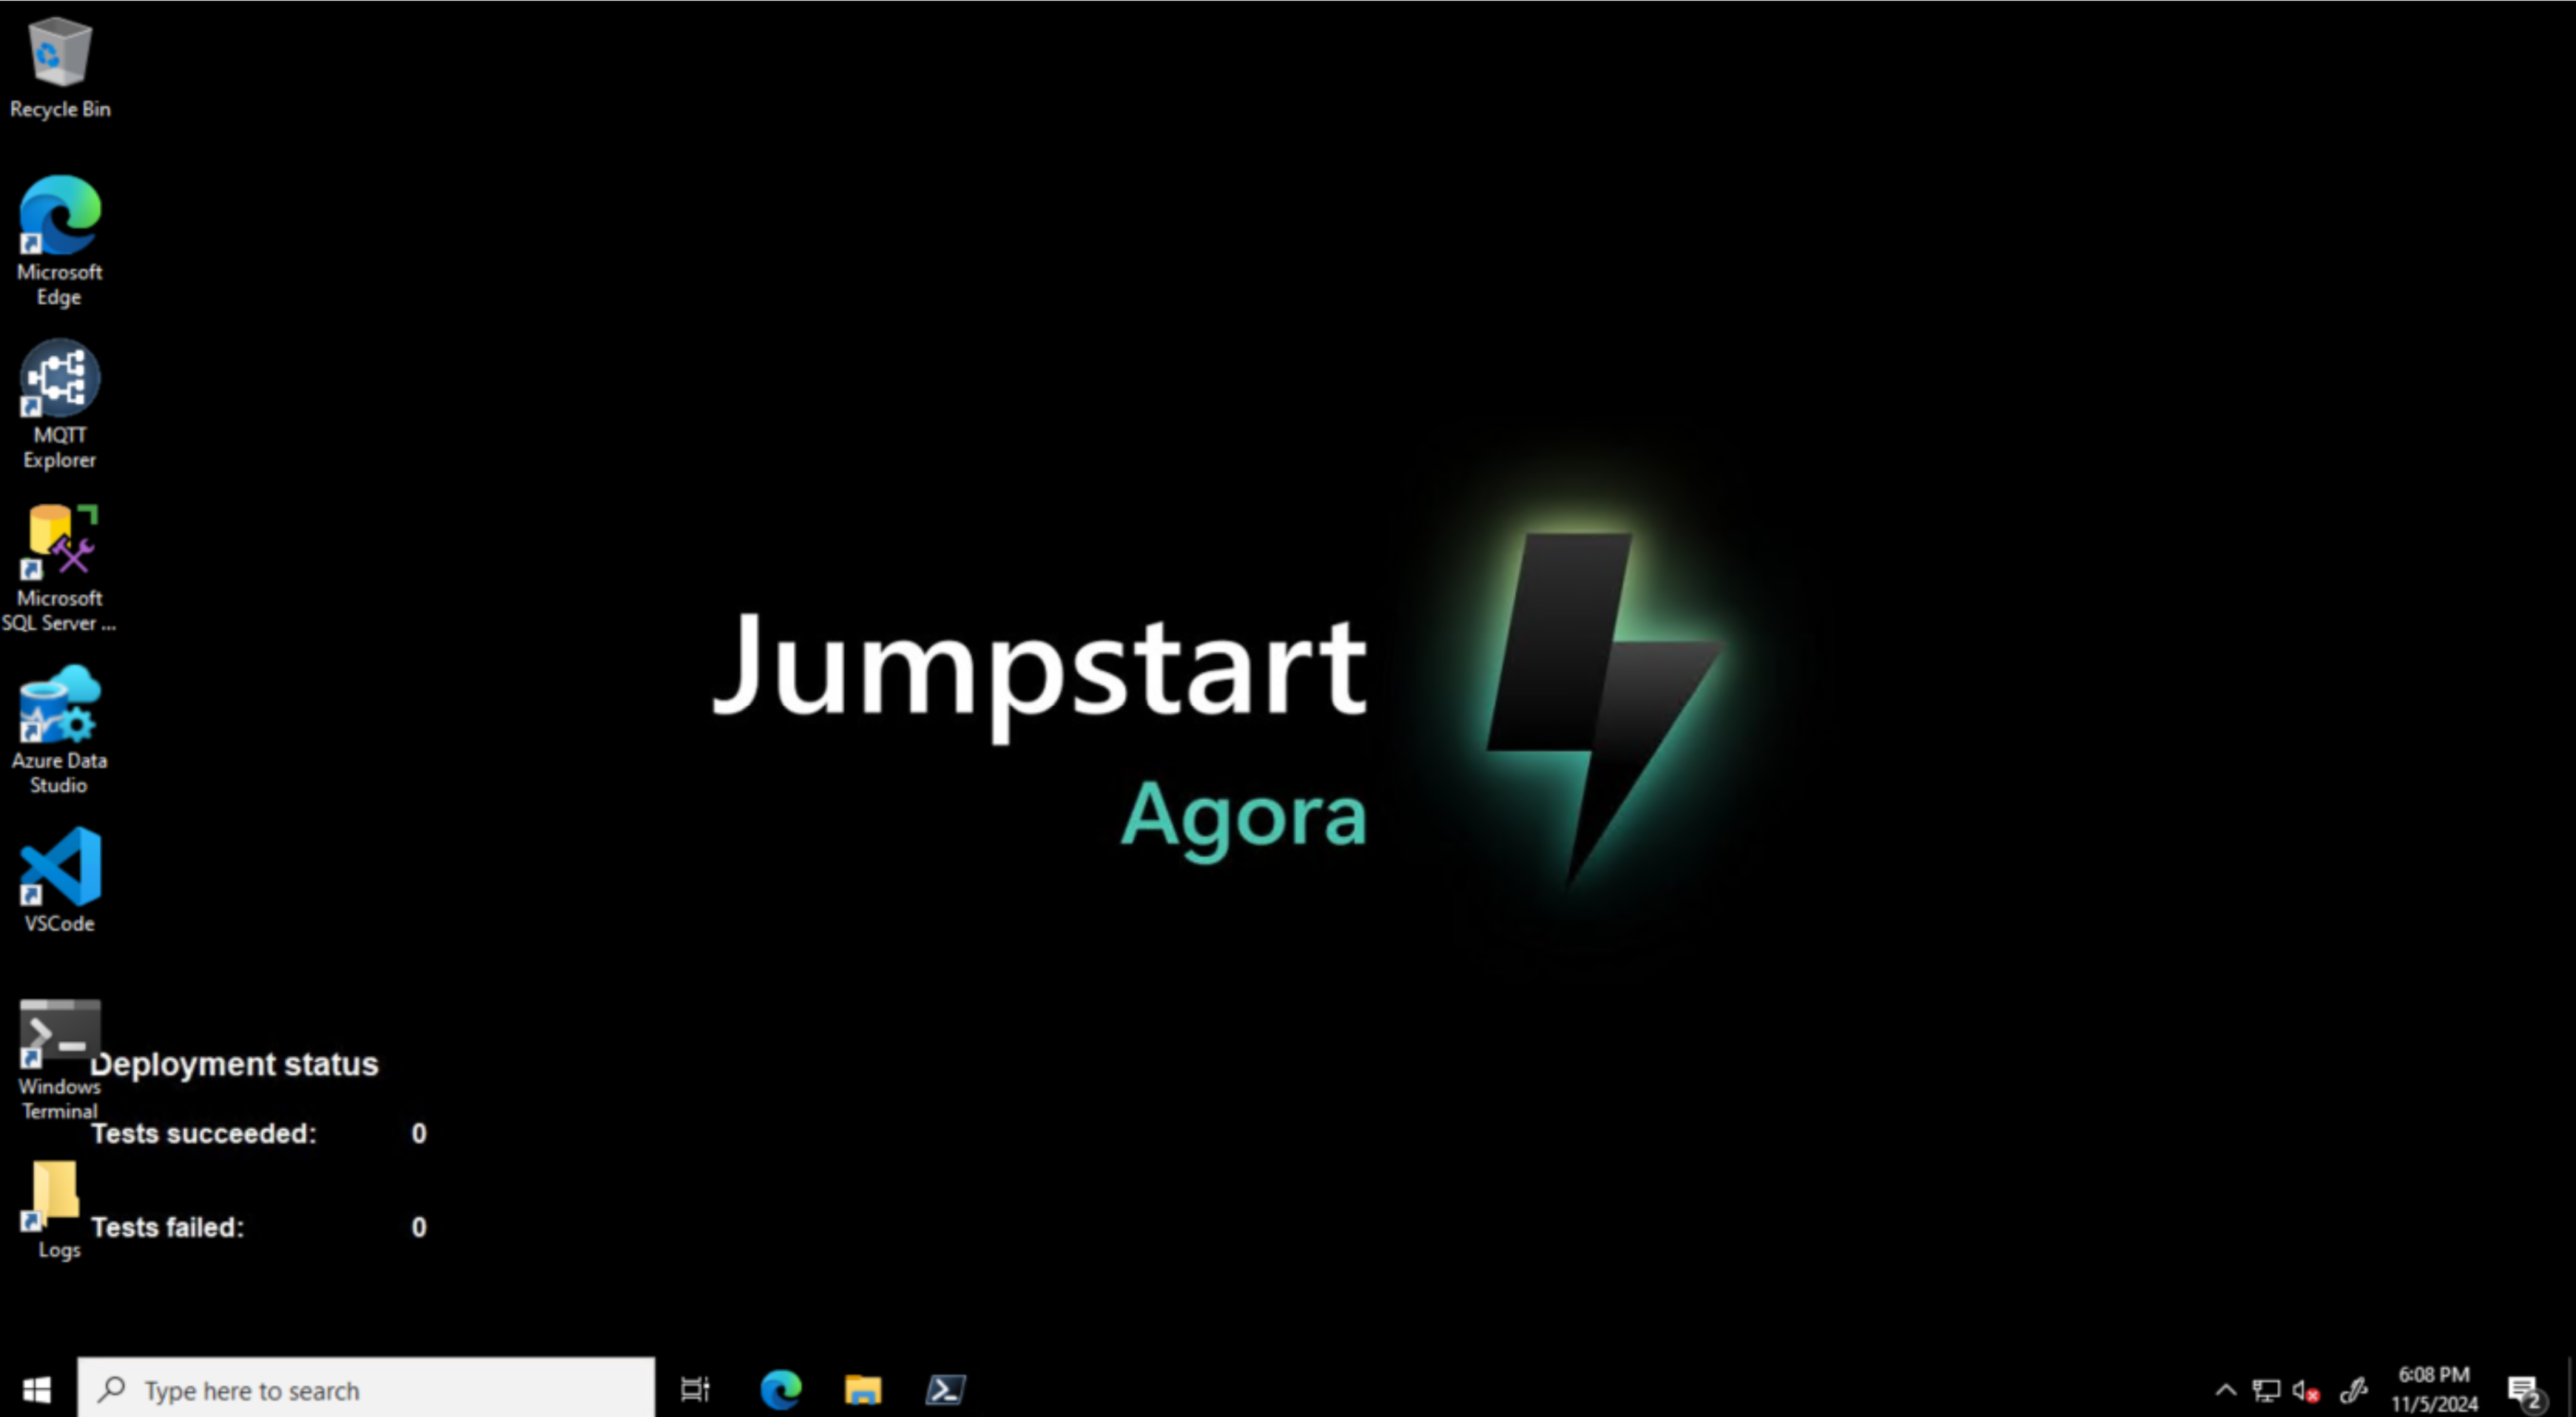 Recycle Bin
Microsoft
Edge
MQTT
Explorer
Microsoft
SQL Server ...
Azure Data
Studio
VSCode
Windows
Terminal
Logs
Jumpstart
Agora
Deployment status
Tests succeeded: 0
Tests failed: 0
Type here to search
6:08 PM
11/5/2024
2